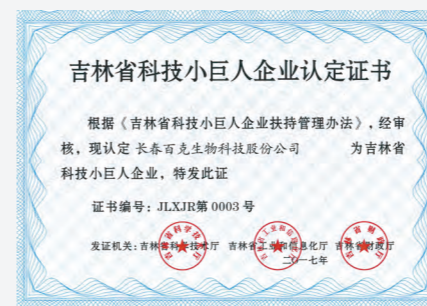 吉林省科技小巨人企业认定证书
根据《吉林省科技小巨人企业扶持管理办法》，经审
核，现认定 长春百克生物科技股份公司 为吉林省
科技小巨人企业，特发此证
证书编号：JLXJR第 0003 号
发证机关：吉林省科学技术厅 吉林省工业和信息化厅 吉林省财政厅
二〇一七年